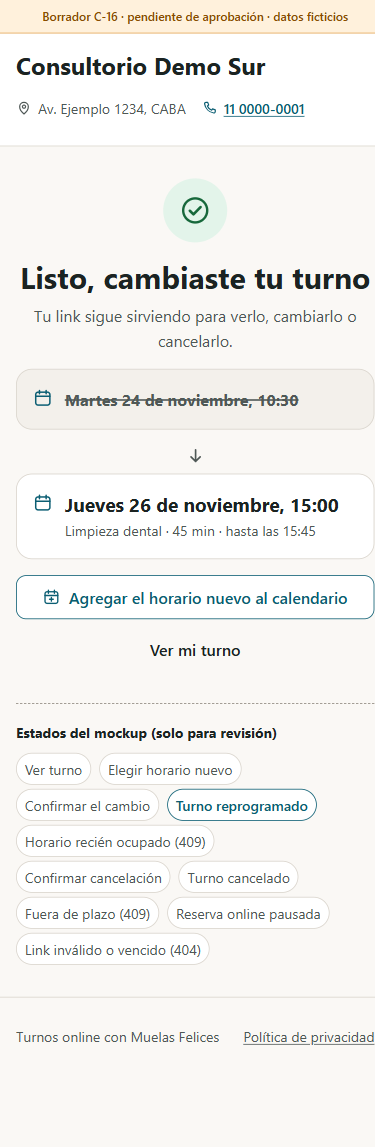 Borrador C-16 · pendiente de aprobación · datos ficticios
Consultorio Demo Sur
Av. Ejemplo 1234, CABA 11 0000-0001
Listo, cambiaste tu turno
Tu link sigue sirviendo para verlo, cambiarlo o
cancelarlo.
Martes 24 de noviembre, 10:30
Jueves 26 de noviembre, 15:00
Limpieza dental · 45 min · hasta las 15:45
Agregar el horario nuevo al calendario
Ver mi turno
Estados del mockup (solo para revisión)
Ver turno Elegir horario nuevo
Confirmar el cambio Turno reprogramado
Horario recién ocupado (409)
Confirmar cancelación Turno cancelado
Fuera de plazo (409) Reserva online pausada
Link inválido o vencido (404)
Turnos online con Muelas Felices Política de privacidad